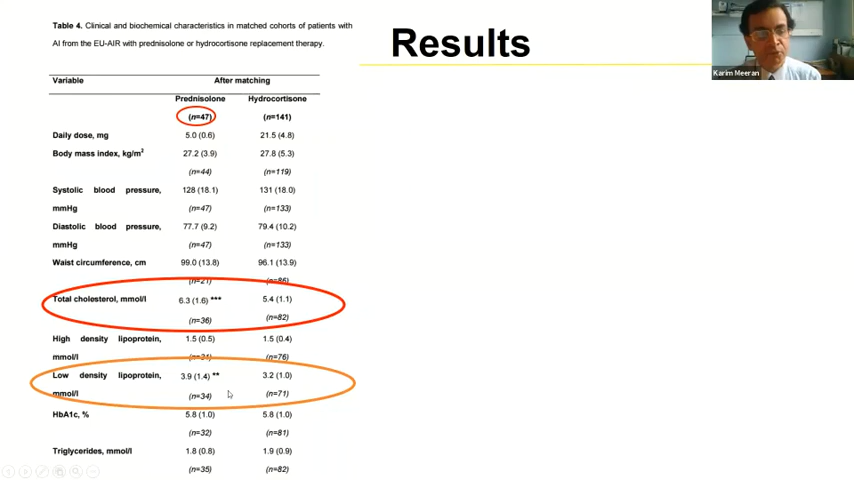 Table 4. Clinical and biochemical characteristics in matched cohorts of patients with
AI from the EU-AIR with prednisolone or hydrocortisone replacement therapy.
Results
Karim Meeran
Variable After matching
Prednisolone Hydrocortisone
(n=47) (n=141)
Daily dose, mg 5.0 (0.6) 21.5 (4.8)
Body mass index, kg/m² 27.2 (3.9) 27.8 (5.3)
(n=44) (n=119)
Systolic blood pressure, 128 (18.1) 131 (18.0)
mmHg (n=47) (n=133)
Diastolic blood pressure, 77.7 (9.2) 79.4 (10.2)
mmHg (n=47) (n=133)
Waist circumference, cm 99.0 (13.8) 96.1 (13.9)
(n=21) (n=86)
Total cholesterol, mmol/l 6.3 (1.6) *** 5.4 (1.1)
(n=36) (n=82)
High density lipoprotein, 1.5 (0.5) 1.5 (0.4)
mmol/l (n=31) (n=76)
Low density lipoprotein, 3.9 (1.4) ** 3.2 (1.0)
mmol/l (n=34) (n=71)
HbA1c, % 5.8 (1.0) 5.8 (1.0)
(n=32) (n=81)
Triglycerides, mmol/l 1.8 (0.8) 1.9 (0.9)
(n=35) (n=82)